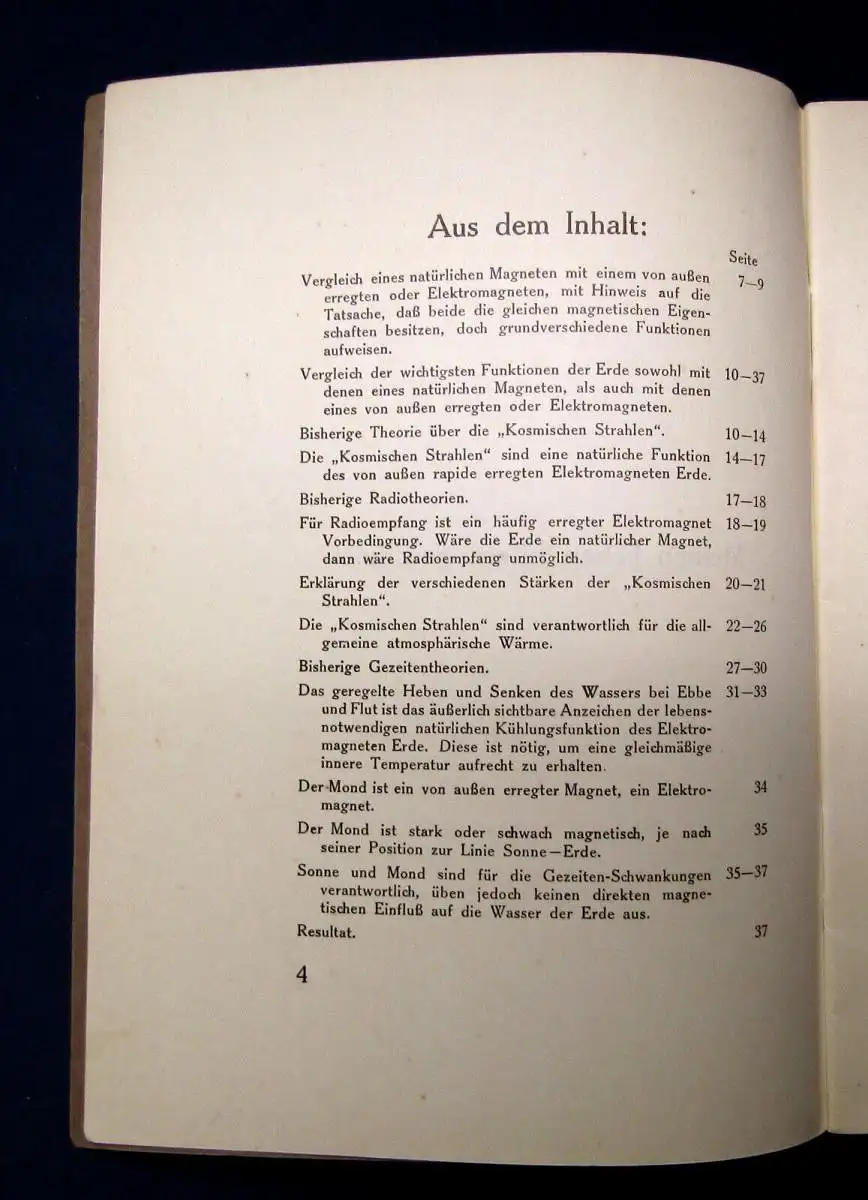 Aus dem Inhalt:
Seite
Vergleich eines natürlichen Magneten mit einem von außen 7—9
erregten oder Elektromagneten, mit Hinweis auf die
Tatsache, daß beide die gleichen magnetischen Eigen-
schaften besitzen, doch grundverschiedene Funktionen
aufweisen.
Vergleich der wichtigsten Funktionen der Erde sowohl mit 10—37
denen eines natürlichen Magneten, als auch mit denen
eines von außen erregten oder Elektromagneten.
Bisherige Theorie über die „Kosmischen Strahlen“. 10—14
Die „Kosmischen Strahlen“ sind eine natürliche Funktion 14—17
des von außen rapide erregten Elektromagneten Erde.
Bisherige Radiotheorien. 17—18
Für Radioempfang ist ein häufig erregter Elektromagnet 18—19
Vorbedingung. Wäre die Erde ein natürlicher Magnet,
dann wäre Radioempfang unmöglich.
Erklärung der verschiedenen Stärken der „Kosmischen 20—21
Strahlen“.
Die „Kosmischen Strahlen“ sind verantwortlich für die all- 22—26
gemeine atmosphärische Wärme.
Bisherige Gezeitentheorien. 27—30
Das geregelte Heben und Senken des Wassers bei Ebbe 31—33
und Flut ist das äußerlich sichtbare Anzeichen der lebens-
notwendigen natürlichen Kühlungsfunktion des Elektro-
magneten Erde. Diese ist nötig, um eine gleichmäßige
innere Temperatur aufrecht zu erhalten.
Der Mond ist ein von außen erregter Magnet, ein Elektro- 34
magnet.
Der Mond ist stark oder schwach magnetisch, je nach 35
seiner Position zur Linie Sonne—Erde.
Sonne und Mond sind für die Gezeiten-Schwankungen 35—37
verantwortlich, üben jedoch keinen direkten magne-
tischen Einfluß auf die Wasser der Erde aus.
Resultat. 37
4